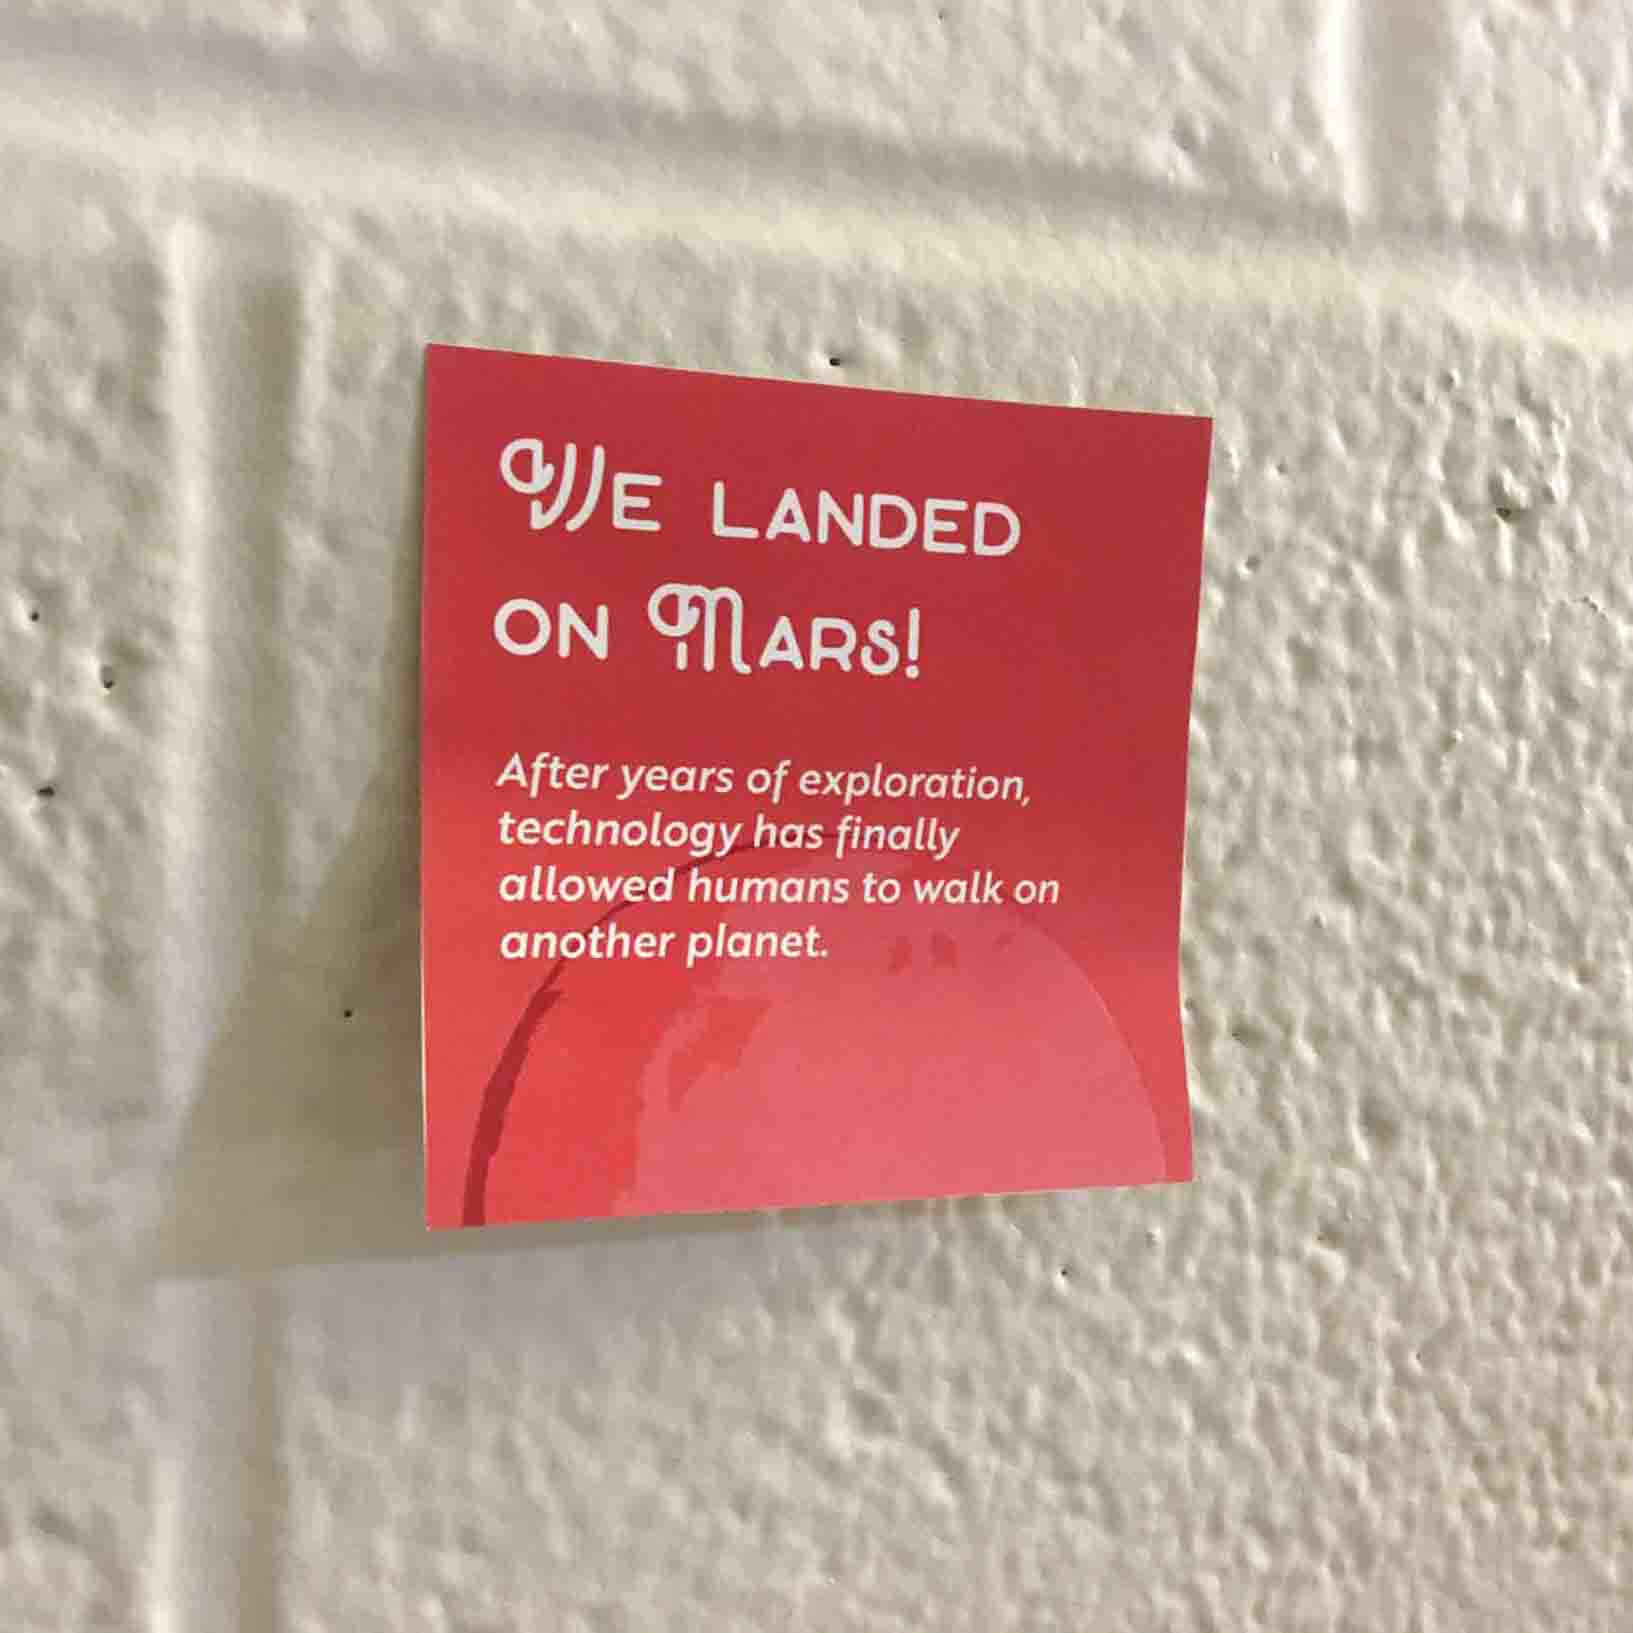 We landed
on Mars!
After years of exploration,
technology has finally
allowed humans to walk on
another planet.